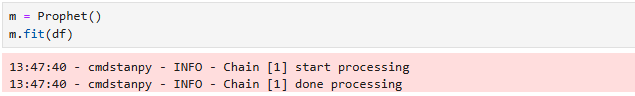 m = Prophet()
m.fit(df)
13:47:40 - cmdstanpy - INFO - Chain [1] start processing
13:47:40 - cmdstanpy - INFO - Chain [1] done processing